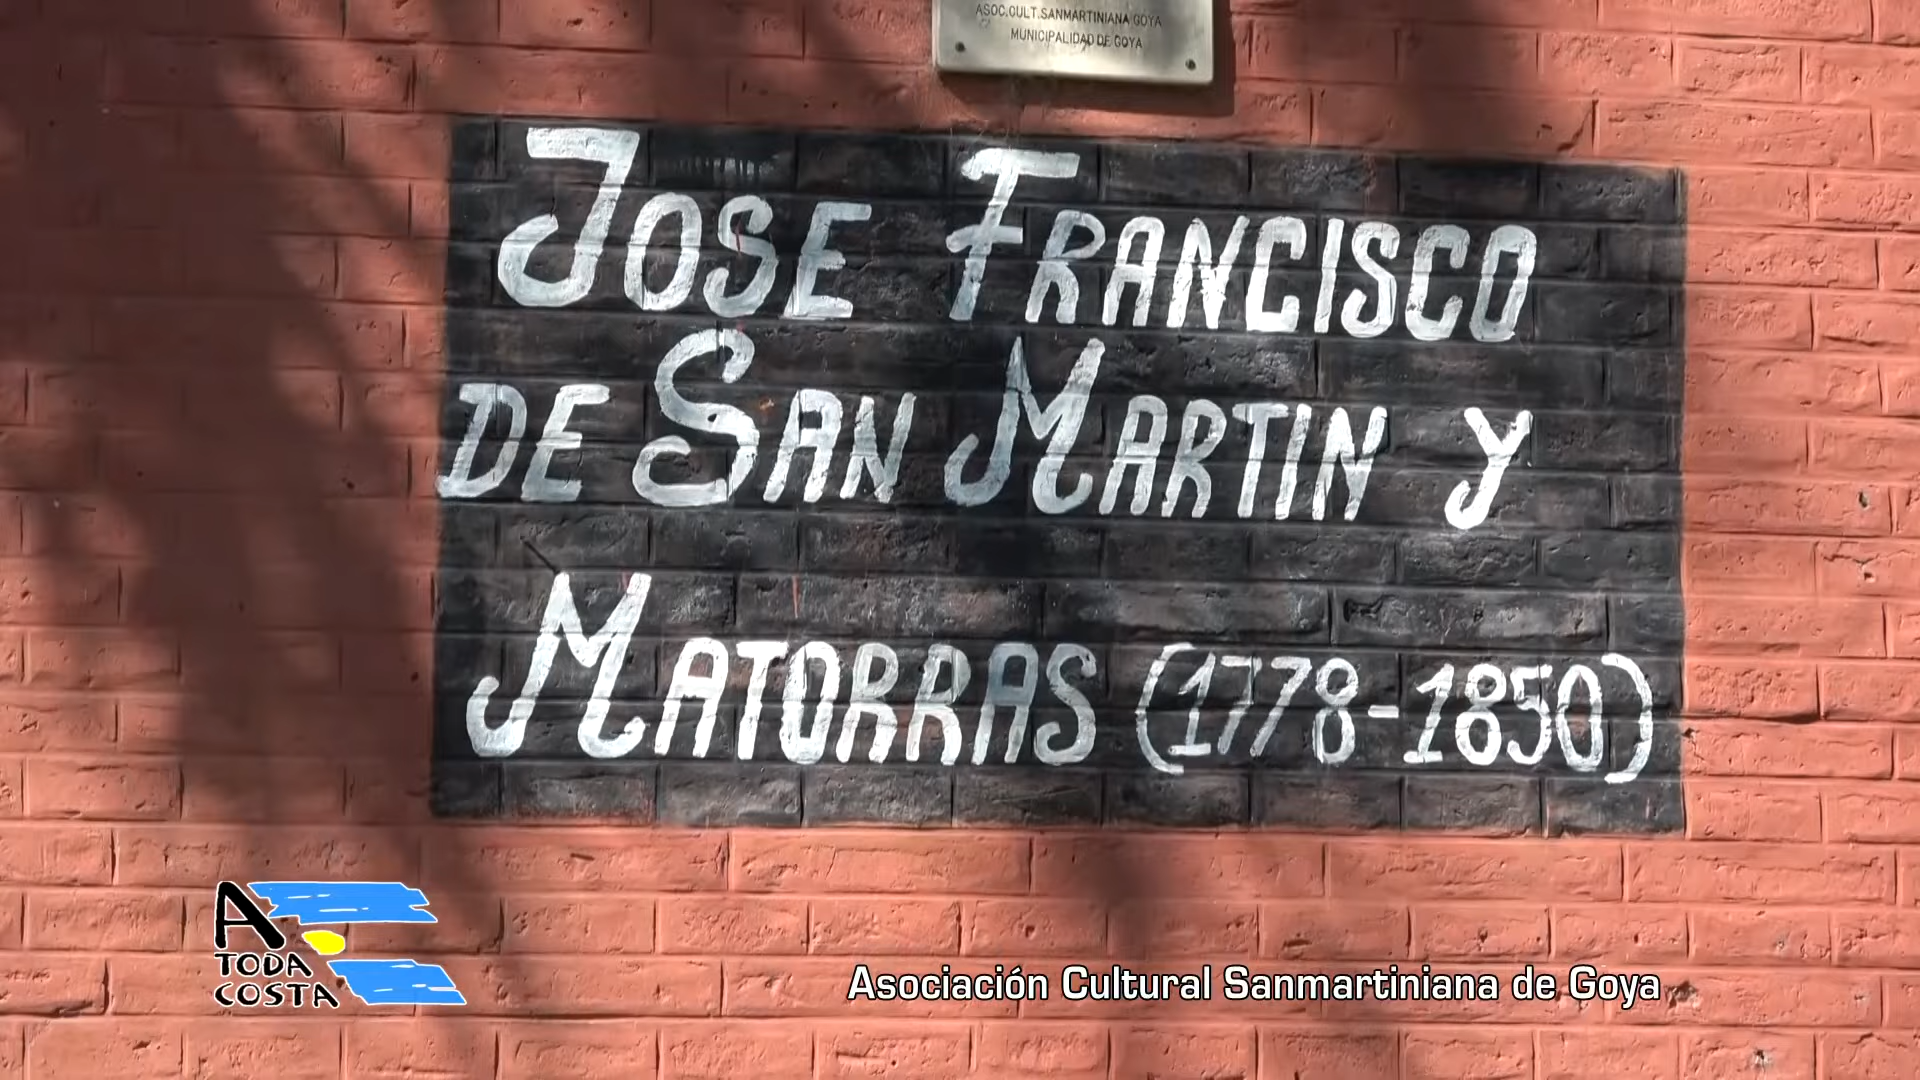 ASOC.CULT.SANMARTINIANA GOYA
MUNICIPALIDAD DE GOYA
JOSE FRANCISCO
DE SAN MARTIN Y
MATORRAS (1778-1850)
A
TODA
COSTA
Asociación Cultural Sanmartiniana de Goya